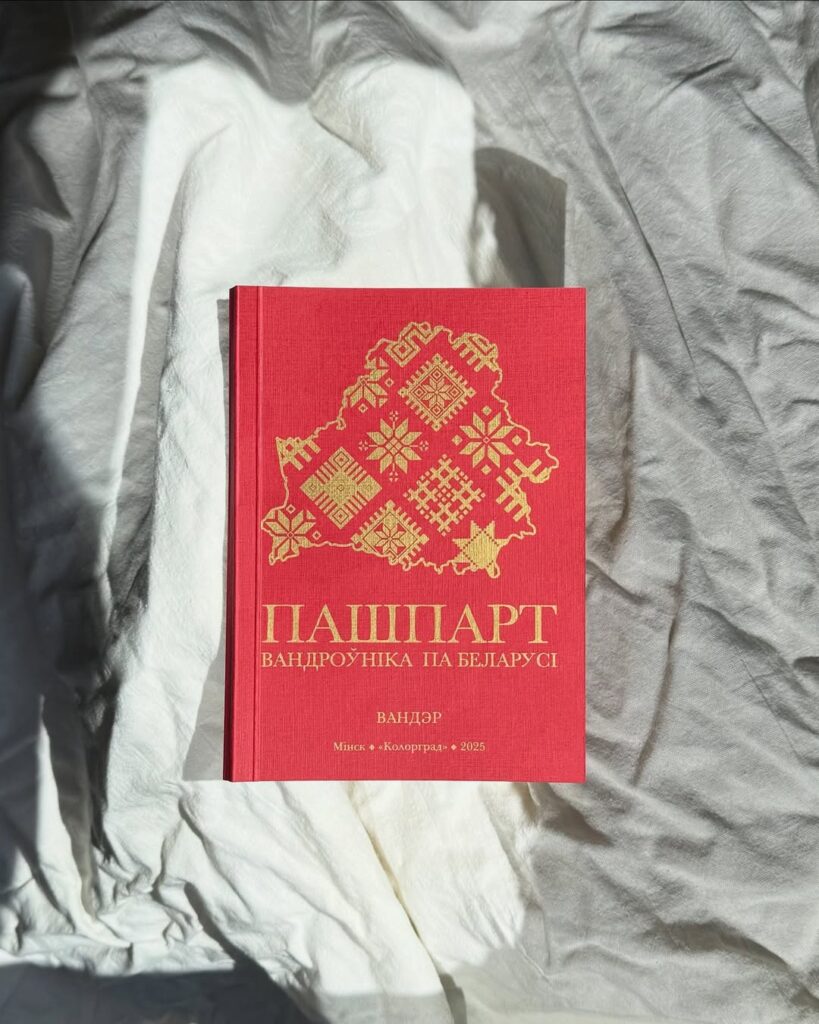 ПАШПАРТ
ВАНДРОЎНІКА ПА БЕЛАРУСІ
ВАНДЭР
Мінск ◆ «Колорград» ◆ 2025